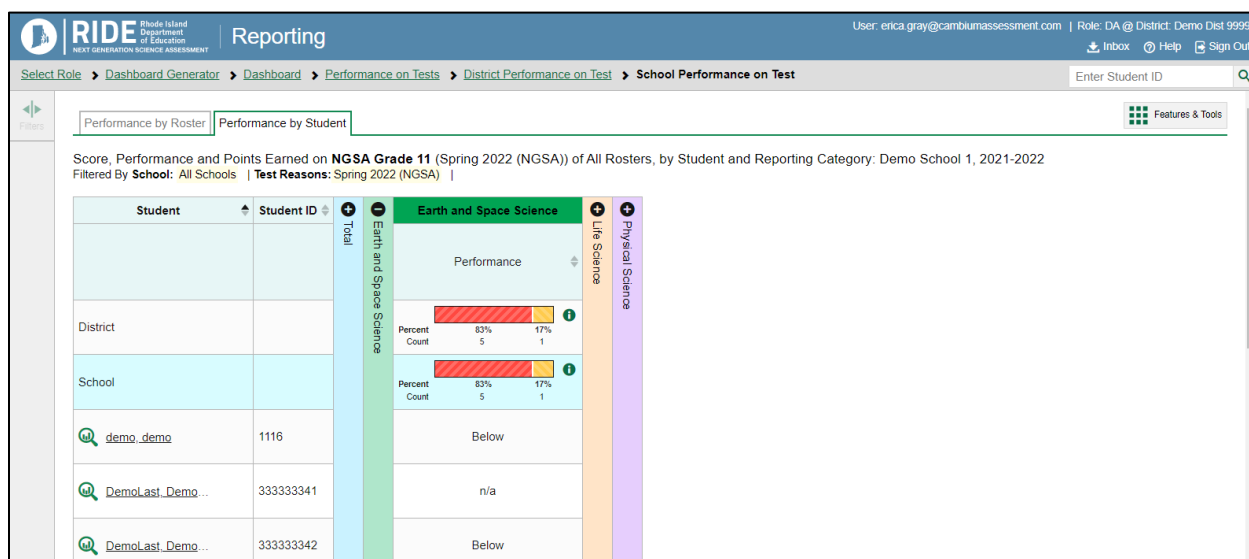 RIDE Rhode Island
Department
of Education
NEXT GENERATION SCIENCE ASSESSMENT
Reporting
User: erica.gray@cambiumassessment.com | Role: DA @ District: Demo Dist 9999
Inbox Help Sign Out
Select Role Dashboard Generator Dashboard Performance on Tests District Performance on Test School Performance on Test
Enter Student ID
Filters
Performance by Roster Performance by Student
Features & Tools
Score, Performance and Points Earned on NGSA Grade 11 (Spring 2022 (NGSA)) of All Rosters, by Student and Reporting Category: Demo School 1, 2021-2022
Filtered By School: All Schools | Test Reasons: Spring 2022 (NGSA) |
Student Student ID Total Earth and Space Science Earth and Space Science Life Science Physical Science
Performance
District
Percent 83% 17%
Count 5 1
School
Percent 83% 17%
Count 5 1
demo, demo 1116 Below
DemoLast, Demo... 333333341 n/a
DemoLast, Demo... 333333342 Below